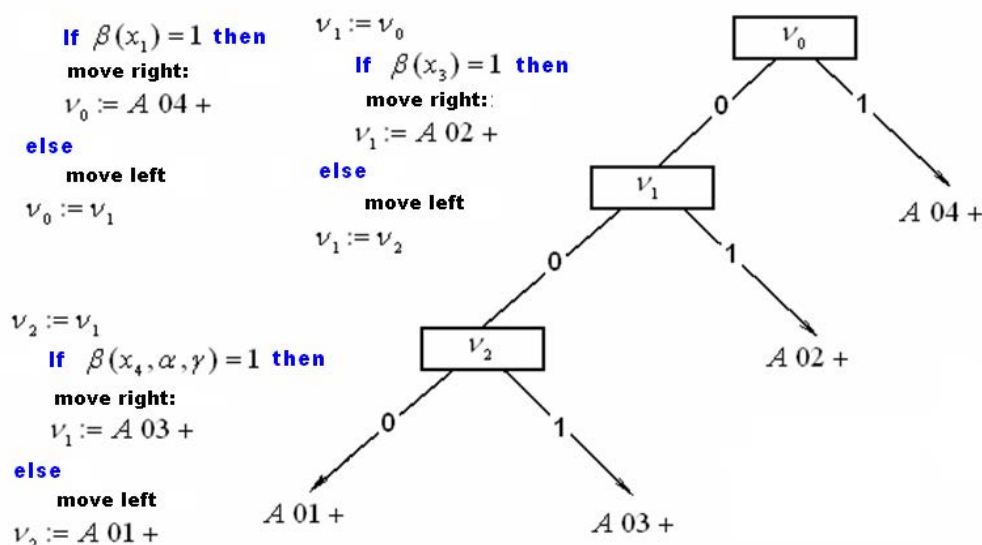 If β(x₁) = 1 then
move right:
ν₀ := A 04 +
else
move left
ν₀ := ν₁
ν₁ := ν₀
If β(x₃) = 1 then
move right:
ν₁ := A 02 +
else
move left
ν₁ := ν₂
ν₂ := ν₁
If β(x₄, α, γ) = 1 then
move right:
ν₁ := A 03 +
else
move left
ν₂ := A 01 +
ν₀
0
1
ν₁
A 04 +
0
1
ν₂
A 02 +
0
1
A 01 +
A 03 +